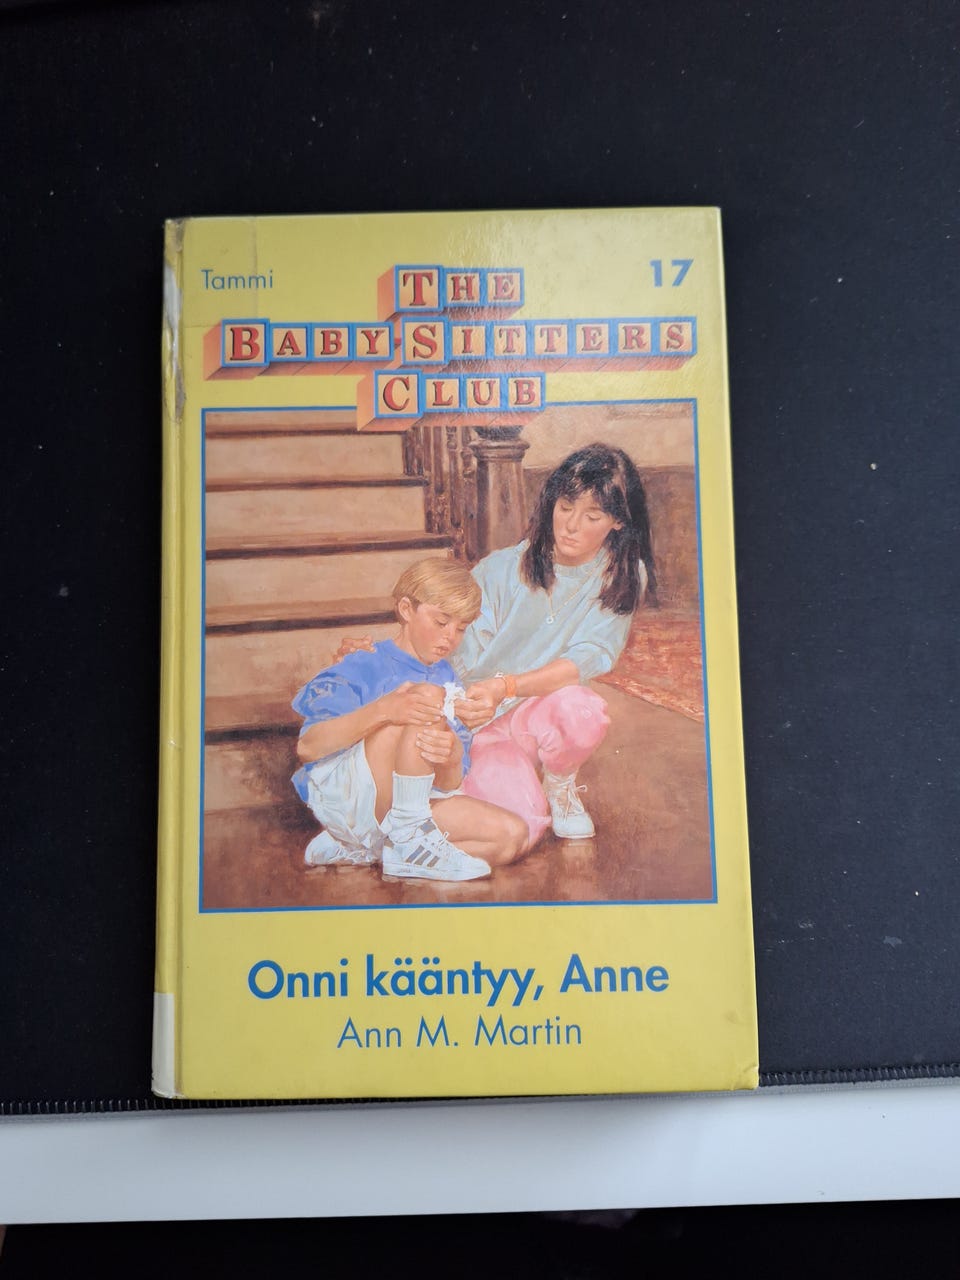 Tammi
17
THE
BABY-SITTERS
CLUB
Onni kääntyy, Anne
Ann M. Martin